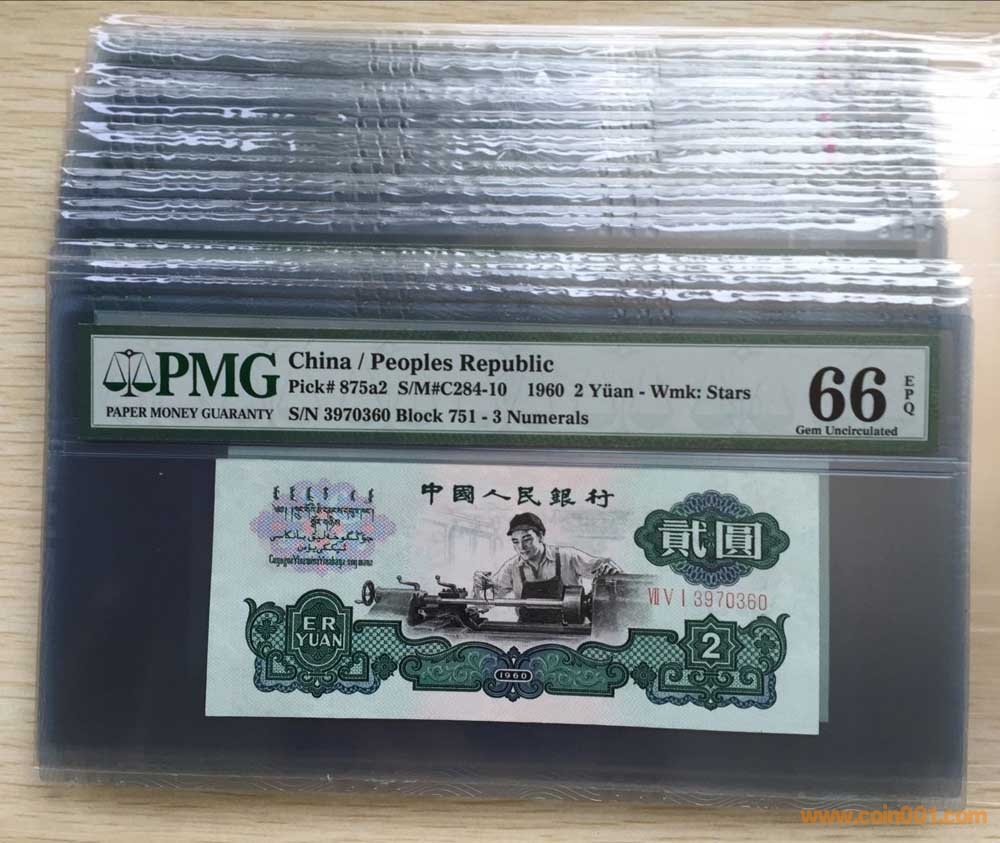 PMG
PAPER MONEY GUARANTY
China / Peoples Republic
Pick# 875a2 S/M#C284-10 1960 2 Yüan - Wmk: Stars
S/N 3970360 Block 751 - 3 Numerals
66
EPQ
Gem Uncirculated
中國人民銀行
貳圓
VII V I 3970360
ER
YUAN
2
1960
www.coin001.com